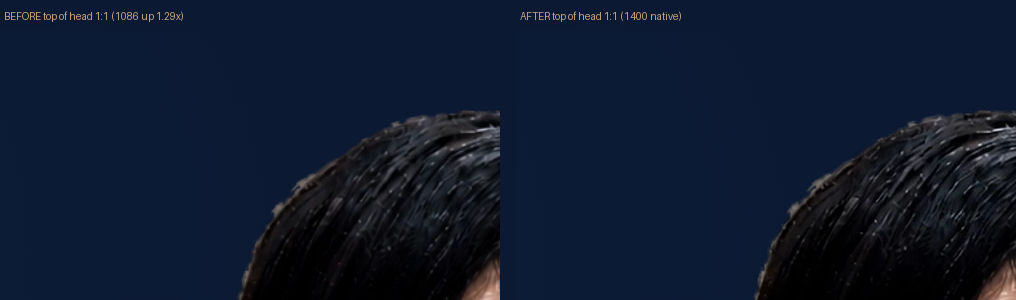 BEFORE top of head 1:1 (1086 up 1.29x)
AFTER top of head 1:1 (1400 native)